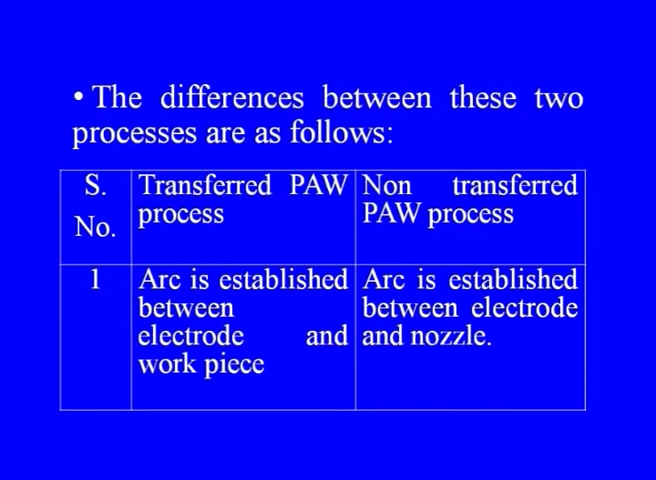 • The differences between these two
processes are as follows:
S.
No.
Transferred PAW
process
Non transferred
PAW process
1
Arc is established
between
electrode and
work piece
Arc is established
between electrode
and nozzle.